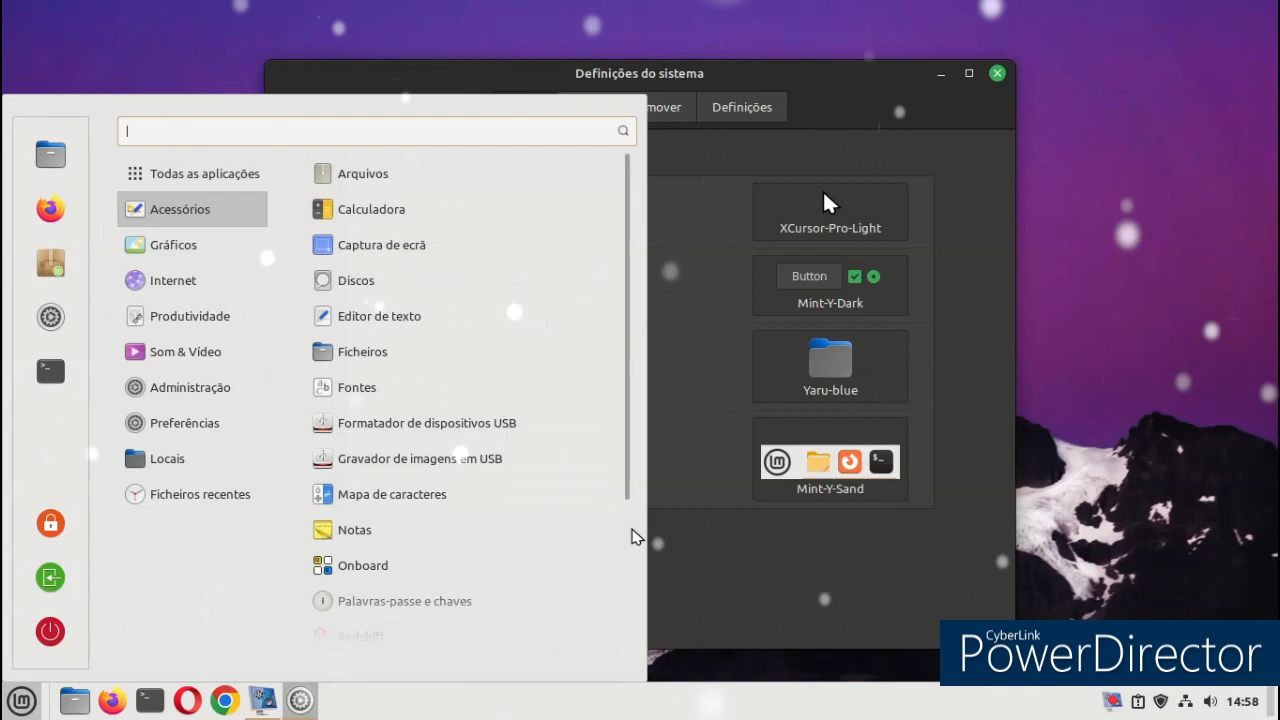 Definições do sistema
mover
Definições
Todas as aplicações
Acessórios
Gráficos
Internet
Produtividade
Som & Vídeo
Administração
Preferências
Locais
Ficheiros recentes
Arquivos
Calculadora
Captura de ecrã
Discos
Editor de texto
Ficheiros
Fontes
Formatador de dispositivos USB
Gravador de imagens em USB
Mapa de caracteres
Notas
Onboard
Palavras-passe e chaves
Redshift
XCursor-Pro-Light
Button
Mint-Y-Dark
Yaru-blue
Mint-Y-Sand
CyberLink
PowerDirector
14:58